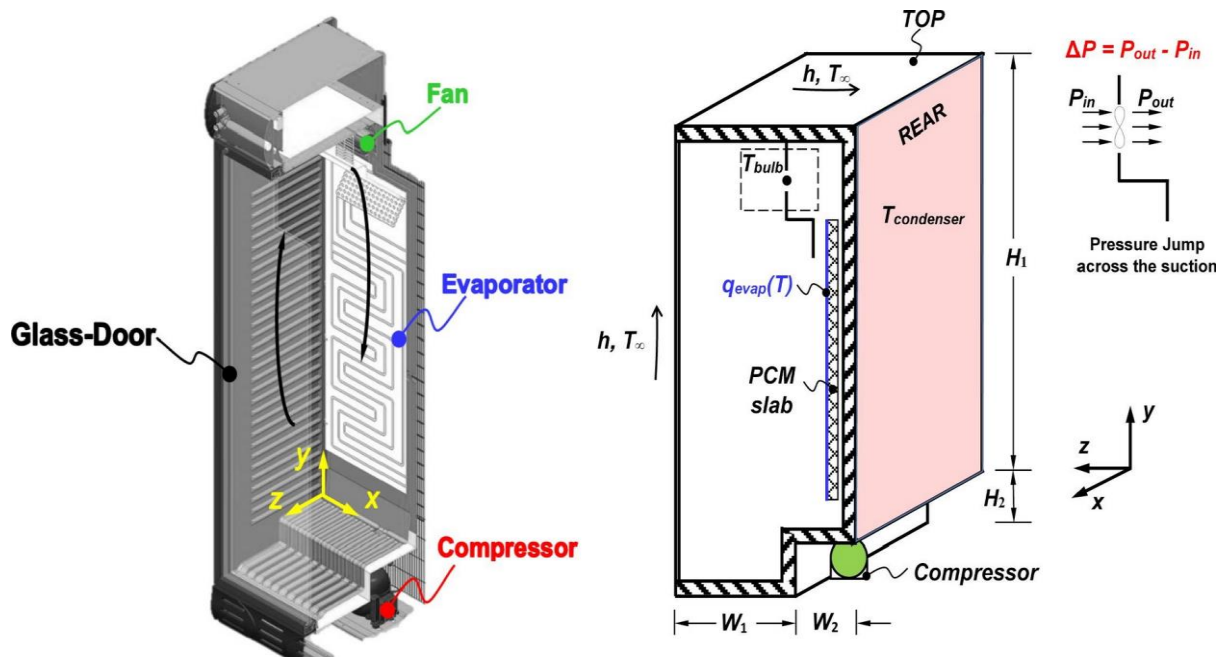 Fan
Evaporator
Glass-Door
y
z
x
Compressor
TOP
h, T∞
REAR
Tbulb
Tcondenser
qevap(T)
h, T∞
PCM
slab
H1
H2
Compressor
W1
W2
ΔP = Pout - Pin
Pin
Pout
Pressure Jump
across the suction
y
z
x